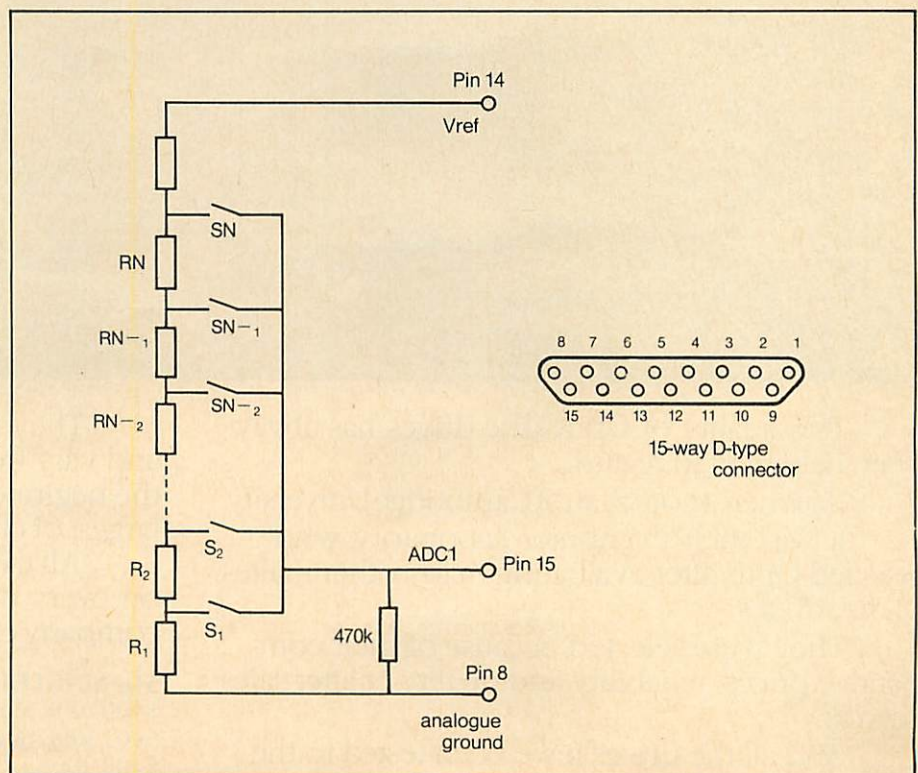 Pin 14
Vref
SN
RN
SN–1
RN–1
SN–2
RN–2
S2
R2
S1
R1
ADC1
Pin 15
470k
Pin 8
analogue
ground
8 7 6 5 4 3 2 1
15 14 13 12 11 10 9
15-way D-type
connector